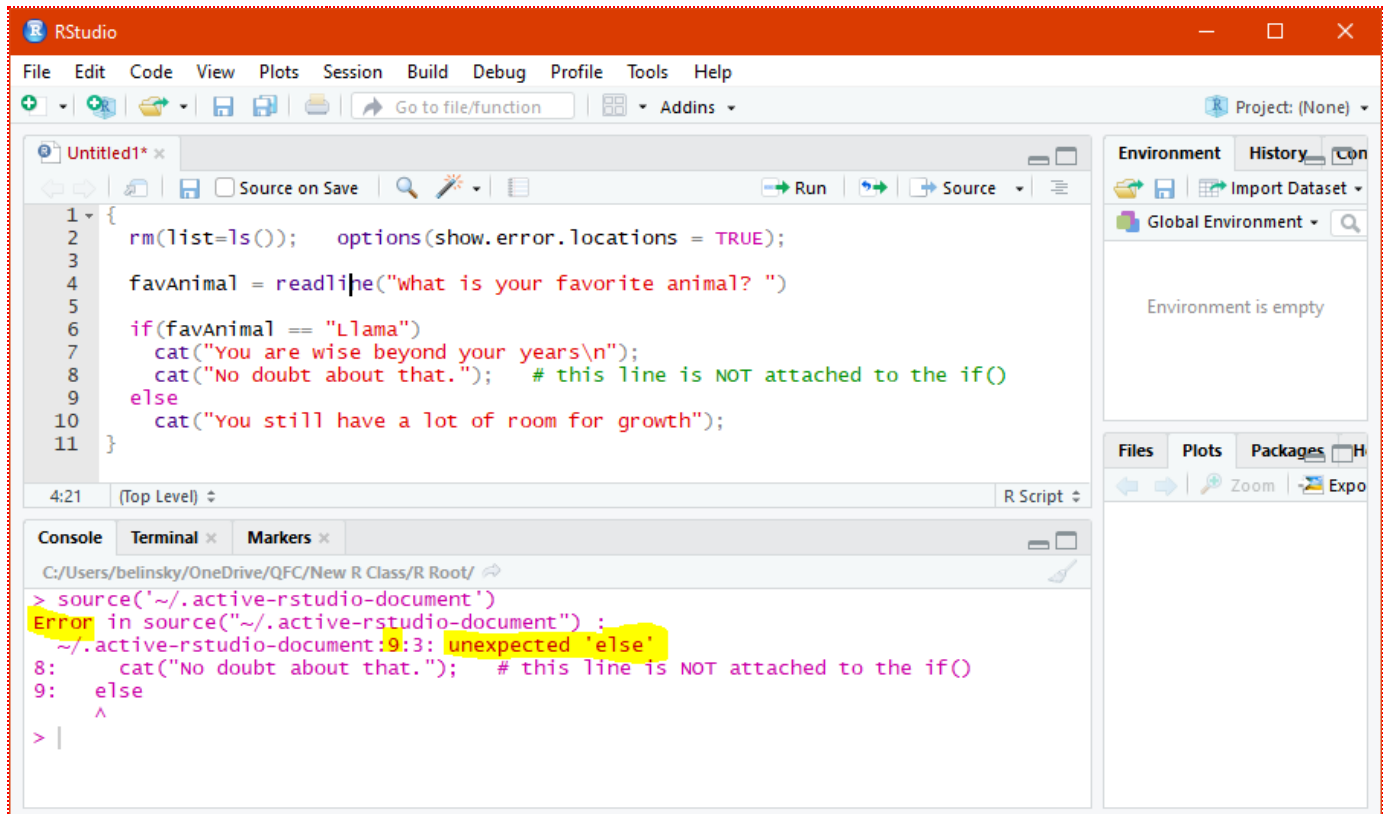 RStudio
File Edit Code View Plots Session Build Debug Profile Tools Help
Go to file/function
Addins
Project: (None)
Untitled1*
Source on Save
Run
Source
1 {
2 rm(list=ls()); options(show.error.locations = TRUE);
3
4 favAnimal = readline("What is your favorite animal? ")
5
6 if(favAnimal == "Llama")
7 cat("You are wise beyond your years\n");
8 cat("No doubt about that."); # this line is NOT attached to the if()
9 else
10 cat("You still have a lot of room for growth");
11 }
4:21 (Top Level) R Script
Console Terminal Markers
C:/Users/belinsky/OneDrive/QFC/New R Class/R Root/
> source('~/.active-rstudio-document')
Error in source("~/.active-rstudio-document") :
~/.active-rstudio-document:9:3: unexpected 'else'
8: cat("No doubt about that."); # this line is NOT attached to the if()
9: else
^
>
Environment History Con
Import Dataset
Global Environment
Environment is empty
Files Plots Packages H
Zoom Expo